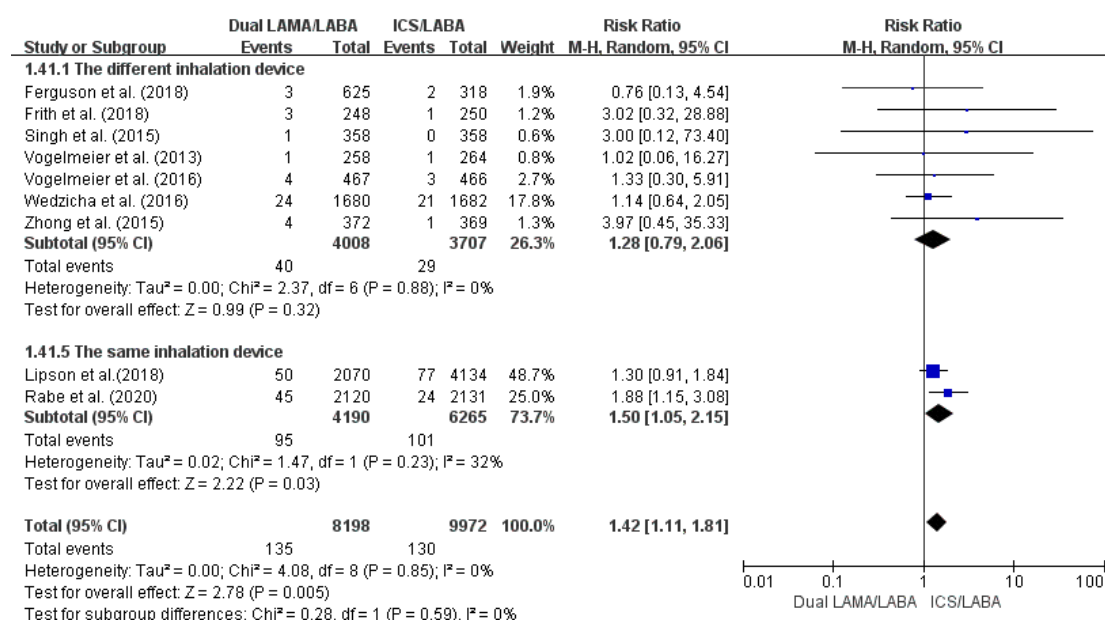 Dual LAMA/LABA ICS/LABA Risk Ratio Risk Ratio
Study or Subgroup Events Total Events Total Weight M-H, Random, 95% CI M-H, Random, 95% CI
1.41.1 The different inhalation device
Ferguson et al. (2018) 3 625 2 318 1.9% 0.76 [0.13, 4.54]
Frith et al. (2018) 3 248 1 250 1.2% 3.02 [0.32, 28.88]
Singh et al. (2015) 1 358 0 358 0.6% 3.00 [0.12, 73.40]
Vogelmeier et al. (2013) 1 258 1 264 0.8% 1.02 [0.06, 16.27]
Vogelmeier et al. (2016) 4 467 3 466 2.7% 1.33 [0.30, 5.91]
Wedzicha et al. (2016) 24 1680 21 1682 17.8% 1.14 [0.64, 2.05]
Zhong et al. (2015) 4 372 1 369 1.3% 3.97 [0.45, 35.33]
Subtotal (95% CI) 4008 3707 26.3% 1.28 [0.79, 2.06]
Total events 40 29
Heterogeneity: Tau² = 0.00; Chi² = 2.37, df = 6 (P = 0.88); I² = 0%
Test for overall effect: Z = 0.99 (P = 0.32)
1.41.5 The same inhalation device
Lipson et al.(2018) 50 2070 77 4134 48.7% 1.30 [0.91, 1.84]
Rabe et al. (2020) 45 2120 24 2131 25.0% 1.88 [1.15, 3.08]
Subtotal (95% CI) 4190 6265 73.7% 1.50 [1.05, 2.15]
Total events 95 101
Heterogeneity: Tau² = 0.02; Chi² = 1.47, df = 1 (P = 0.23); I² = 32%
Test for overall effect: Z = 2.22 (P = 0.03)
Total (95% CI) 8198 9972 100.0% 1.42 [1.11, 1.81]
Total events 135 130
Heterogeneity: Tau² = 0.00; Chi² = 4.08, df = 8 (P = 0.85); I² = 0%
Test for overall effect: Z = 2.78 (P = 0.005)
Test for subgroup differences: Chi² = 0.28, df = 1 (P = 0.59), I² = 0%
0.01 0.1 1 10 100
Dual LAMA/LABA ICS/LABA